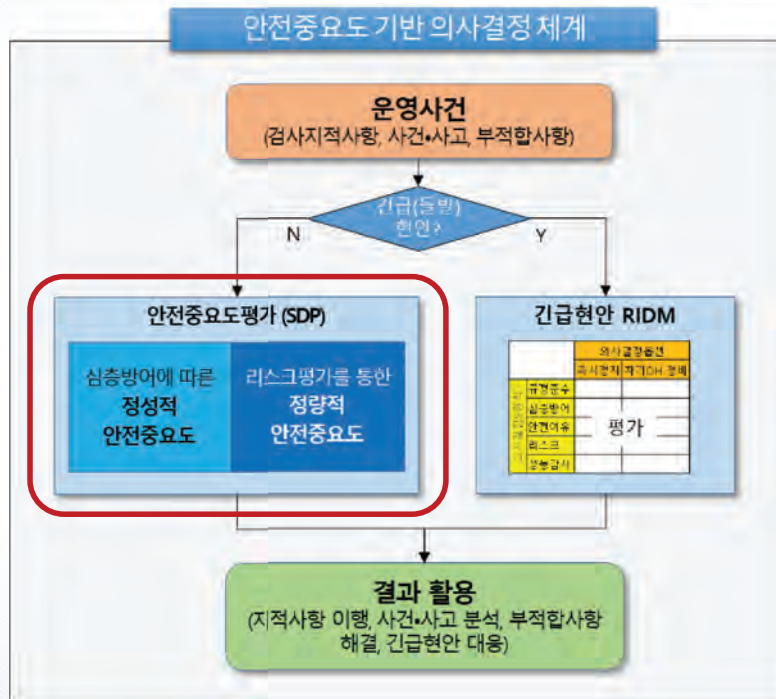 안전중요도 기반 의사결정 체계
운영사건
(검사지적사항, 사건•사고, 부적합사항)
긴급(돌발)
현안?
N
Y
안전중요도평가 (SDP)
심층방어에 따른
정성적
안전중요도
리스크평가를 통한
정량적
안전중요도
긴급현안 RIDM
의사결정옵션
즉시정지
차기OH 정비
규정준수
심층방어
안전여유
리스크
성능감시
평가
결과 활용
(지적사항 이행, 사건•사고 분석, 부적합사항
해결, 긴급현안 대응)